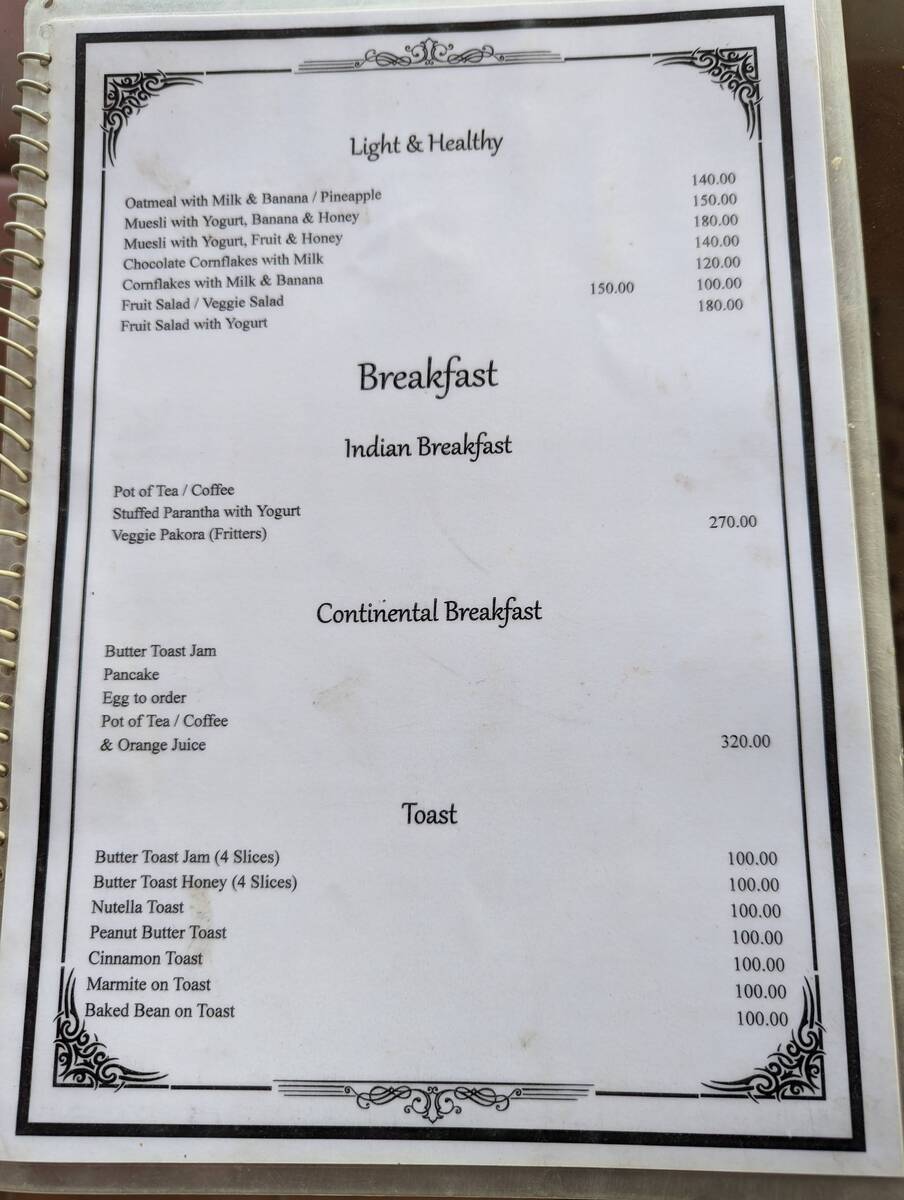 Light & Healthy
Oatmeal with Milk & Banana / Pineapple 140.00
Muesli with Yogurt, Banana & Honey 150.00
Muesli with Yogurt, Fruit & Honey 180.00
Chocolate Cornflakes with Milk 140.00
Cornflakes with Milk & Banana 120.00
Fruit Salad / Veggie Salad 150.00 100.00
Fruit Salad with Yogurt 180.00
Breakfast
Indian Breakfast
Pot of Tea / Coffee
Stuffed Parantha with Yogurt
Veggie Pakora (Fritters) 270.00
Continental Breakfast
Butter Toast Jam
Pancake
Egg to order
Pot of Tea / Coffee
& Orange Juice 320.00
Toast
Butter Toast Jam (4 Slices) 100.00
Butter Toast Honey (4 Slices) 100.00
Nutella Toast 100.00
Peanut Butter Toast 100.00
Cinnamon Toast 100.00
Marmite on Toast 100.00
Baked Bean on Toast 100.00